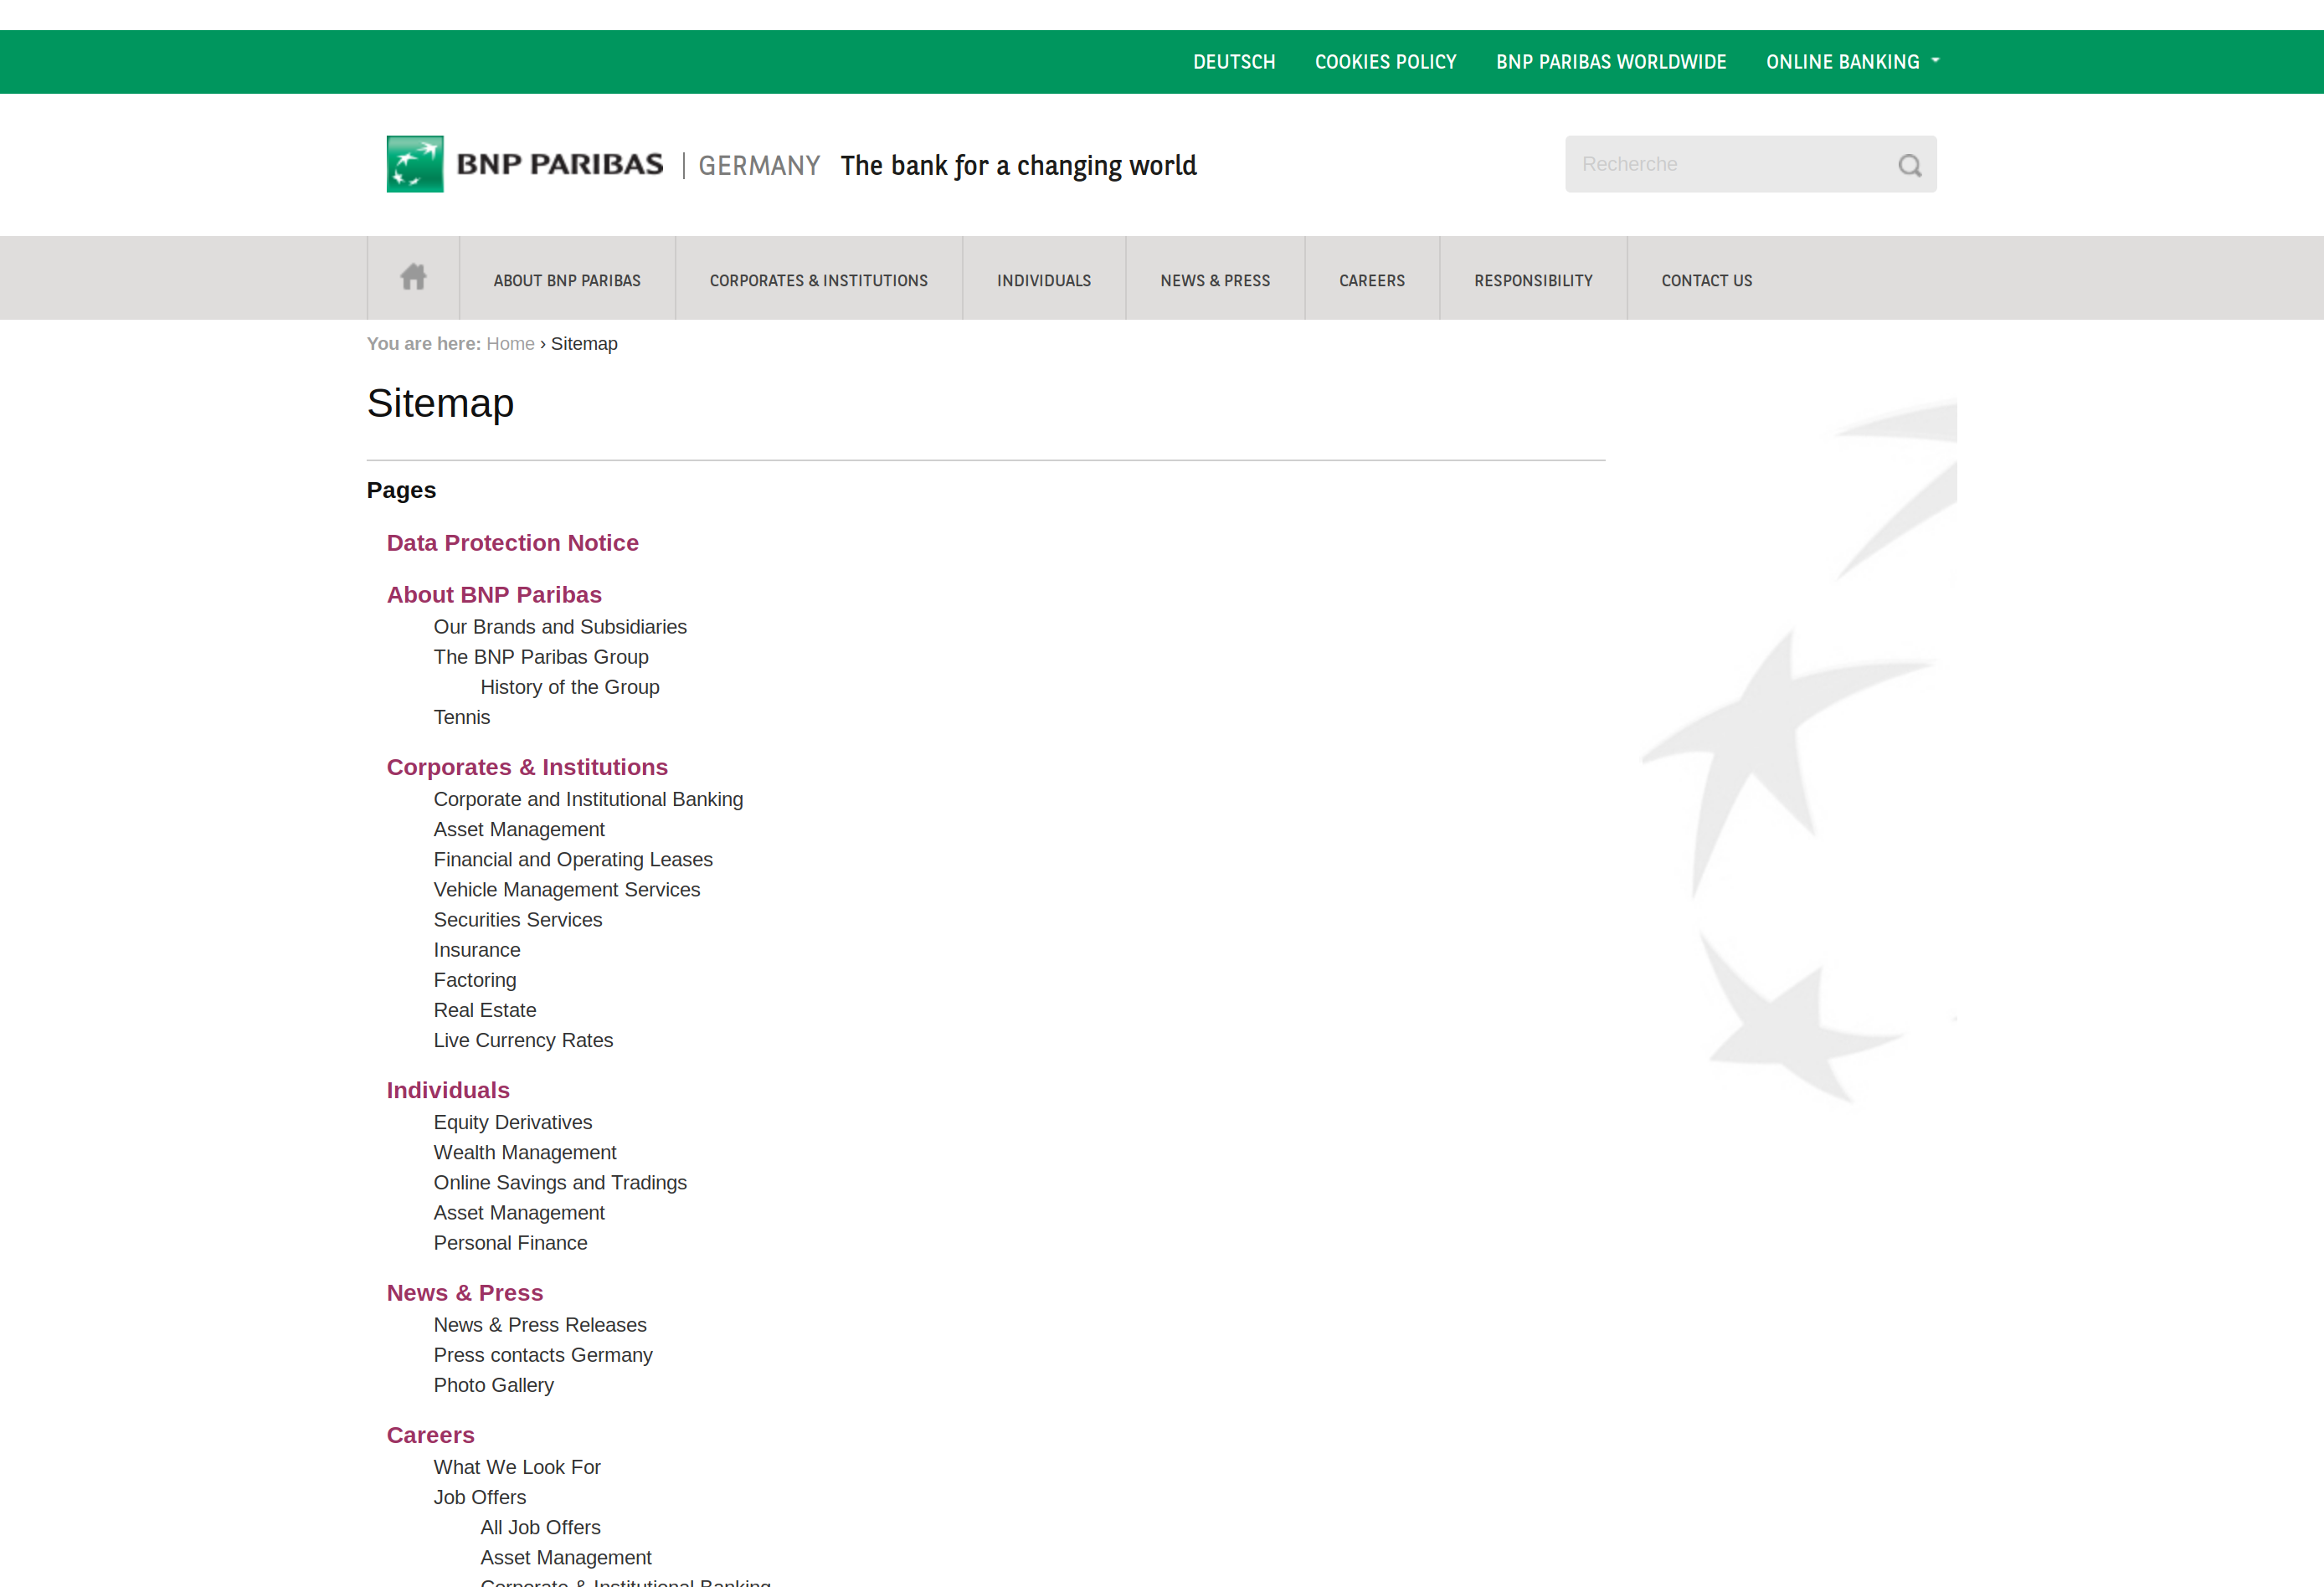 DEUTSCH COOKIES POLICY BNP PARIBAS WORLDWIDE ONLINE BANKING
BNP PARIBAS GERMANY The bank for a changing world
Recherche
ABOUT BNP PARIBAS CORPORATES & INSTITUTIONS INDIVIDUALS NEWS & PRESS CAREERS RESPONSIBILITY CONTACT US
You are here: Home › Sitemap
Sitemap
Pages
Data Protection Notice
About BNP Paribas
Our Brands and Subsidiaries
The BNP Paribas Group
History of the Group
Tennis
Corporates & Institutions
Corporate and Institutional Banking
Asset Management
Financial and Operating Leases
Vehicle Management Services
Securities Services
Insurance
Factoring
Real Estate
Live Currency Rates
Individuals
Equity Derivatives
Wealth Management
Online Savings and Tradings
Asset Management
Personal Finance
News & Press
News & Press Releases
Press contacts Germany
Photo Gallery
Careers
What We Look For
Job Offers
All Job Offers
Asset Management
Corporate & Institutional Banking